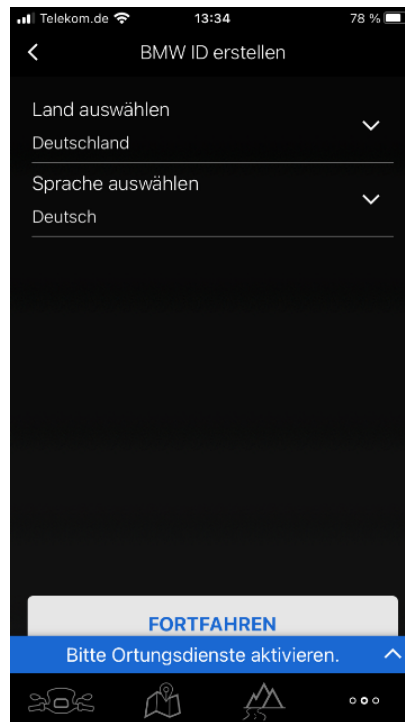 Telekom.de 13:34 78 %
BMW ID erstellen
Land auswählen
Deutschland
Sprache auswählen
Deutsch
FORTFAHREN
Bitte Ortungsdienste aktivieren.